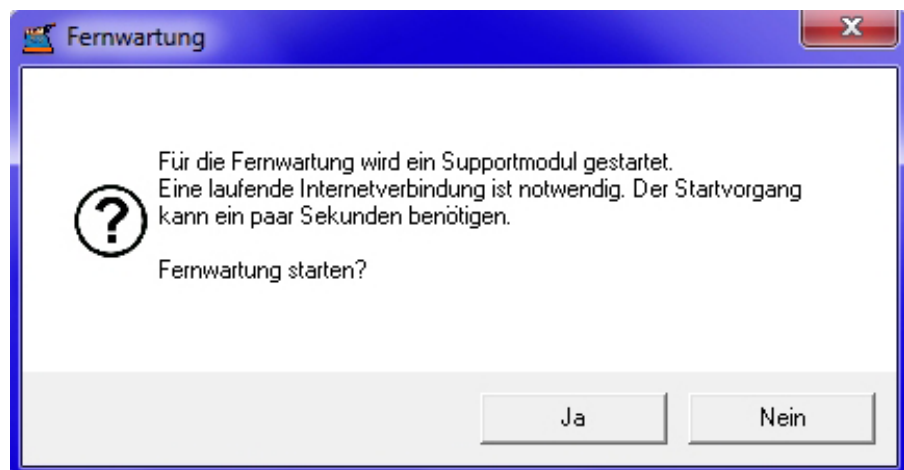 Fernwartung
Für die Fernwartung wird ein Supportmodul gestartet.
Eine laufende Internetverbindung ist notwendig. Der Startvorgang
kann ein paar Sekunden benötigen.
Fernwartung starten?
Ja
Nein